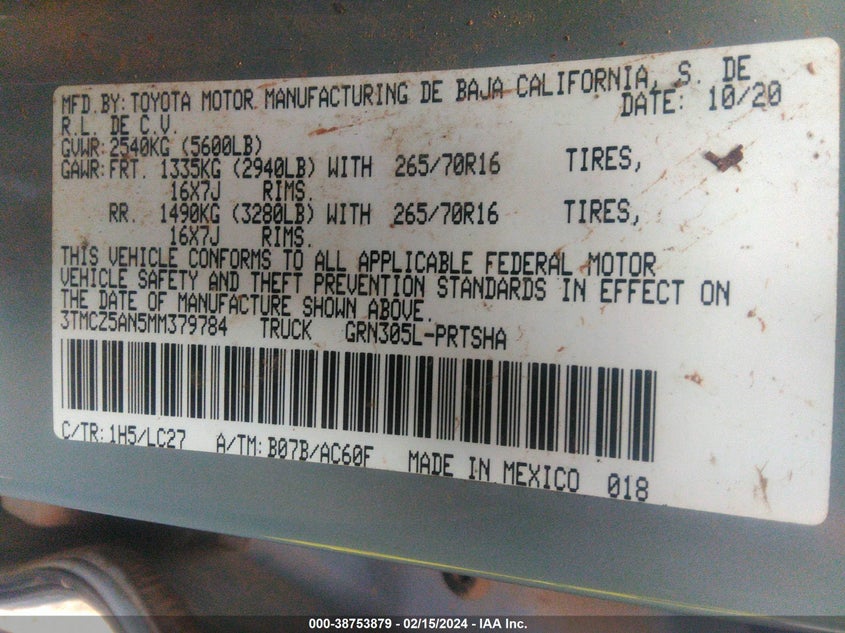 MFD.BY: TOYOTA MOTOR MANUFACTURING DE BAJA CALIFORNIA, S. DE
R.L. DE C.V. DATE: 10/20
GVWR: 2540KG (5600LB)
GAWR: FRT. 1335KG (2940LB) WITH 265/70R16 TIRES,
16X7J RIMS.
RR. 1490KG (3280LB) WITH 265/70R16 TIRES,
16X7J RIMS.
THIS VEHICLE CONFORMS TO ALL APPLICABLE FEDERAL MOTOR
VEHICLE SAFETY AND THEFT PREVENTION STANDARDS IN EFFECT ON
THE DATE OF MANUFACTURE SHOWN ABOVE.
3TMCZ5AN5MM379784 TRUCK GRN305L-PRTSHA
C/TR: 1H5/LC27 A/TM: B07B/AC60F MADE IN MEXICO 018
000-38753879 - 02/15/2024 - IAA Inc.